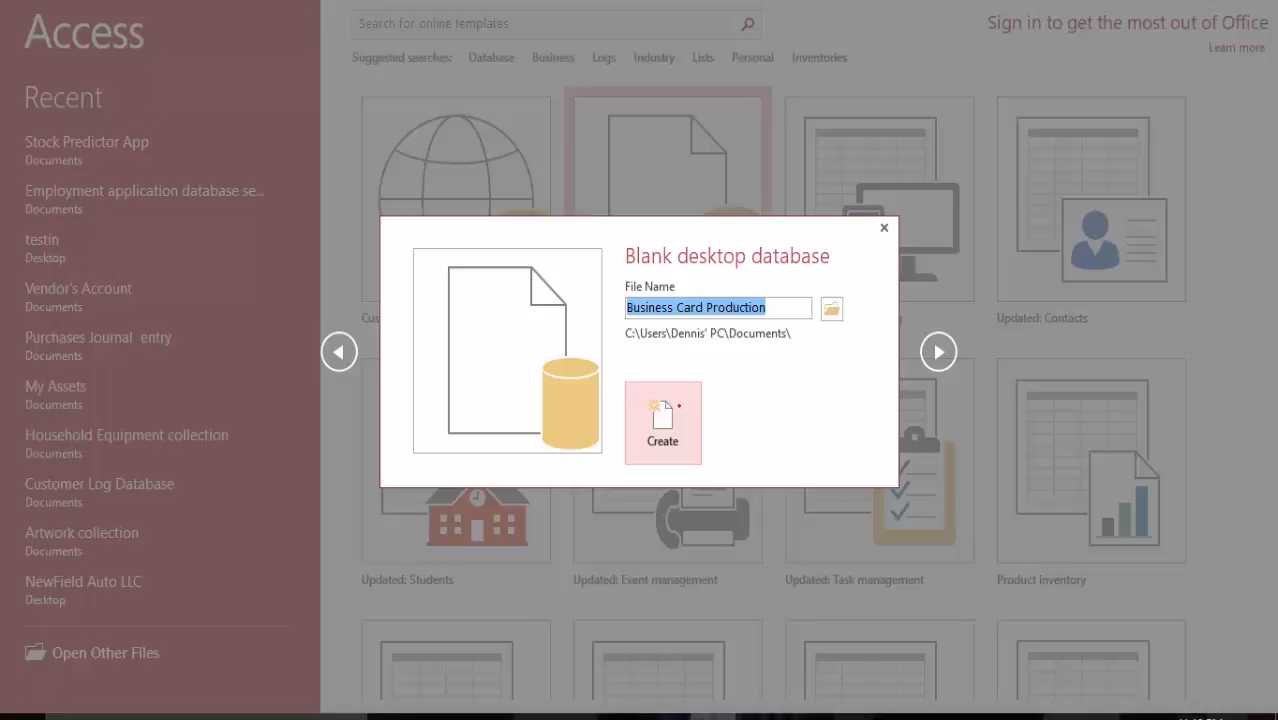 Access
Recent
Stock Predictor App
Documents
Employment application database se...
Documents
testin
Desktop
Vendor's Account
Documents
Purchases Journal entry
Documents
My Assets
Documents
Household Equipment collection
Documents
Customer Log Database
Documents
Artwork collection
Documents
NewField Auto LLC
Desktop
Open Other Files
Search for online templates
Suggested searches: Database Business Logs Industry Lists Personal Inventories
Sign in to get the most out of Office
Learn more
Blank desktop database
File Name
Business Card Production
C:\Users\Dennis' PC\Documents\
Create
Updated: Contacts
Updated: Students
Updated: Event management
Updated: Task management
Product inventory